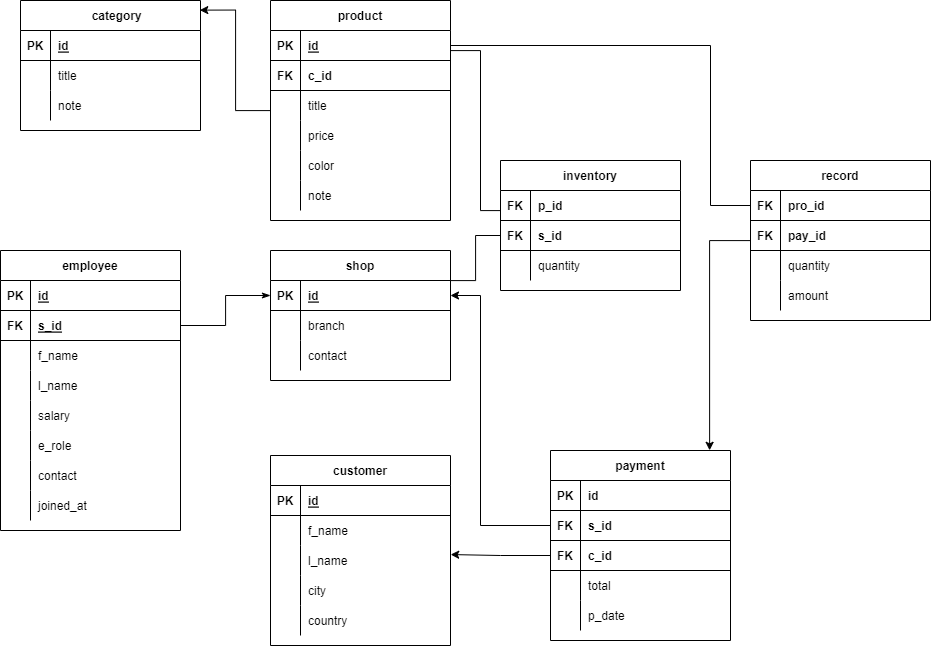 category
PK id
title
note
product
PK id
FK c_id
title
price
color
note
inventory
FK p_id
FK s_id
quantity
record
FK pro_id
FK pay_id
quantity
amount
employee
PK id
FK s_id
f_name
l_name
salary
e_role
contact
joined_at
shop
PK id
branch
contact
customer
PK id
f_name
l_name
city
country
payment
PK id
FK s_id
FK c_id
total
p_date